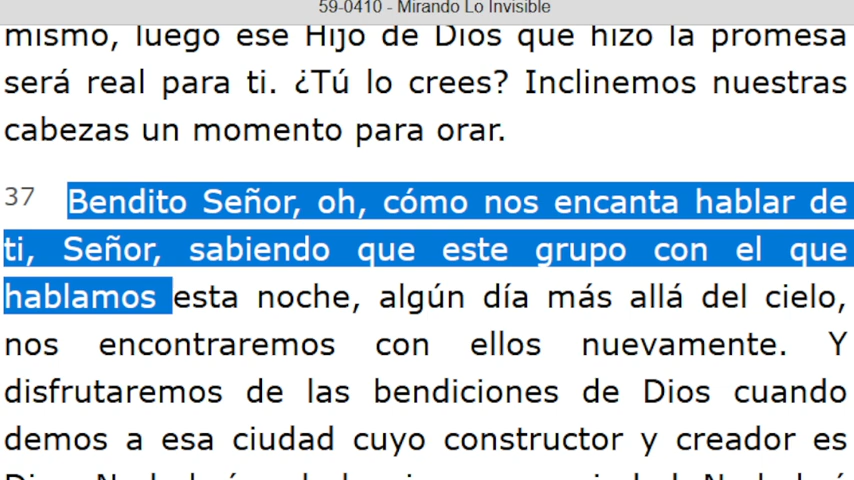 59-0410 - Mirando Lo Invisible
mismo, luego ese Hijo de Dios que hizo la promesa
será real para ti. ¿Tú lo crees? Inclinemos nuestras
cabezas un momento para orar.
37 Bendito Señor, oh, cómo nos encanta hablar de
ti, Señor, sabiendo que este grupo con el que
hablamos esta noche, algún día más allá del cielo,
nos encontraremos con ellos nuevamente. Y
disfrutaremos de las bendiciones de Dios cuando
demos a esa ciudad cuyo constructor y creador es